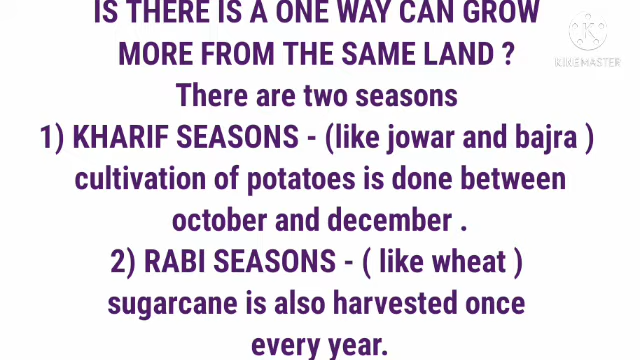 IS THERE IS A ONE WAY CAN GROW
MORE FROM THE SAME LAND ?
There are two seasons
1) KHARIF SEASONS - (like jowar and bajra )
cultivation of potatoes is done between
october and december .
2) RABI SEASONS - ( like wheat )
sugarcane is also harvested once
every year.
KINEMASTER